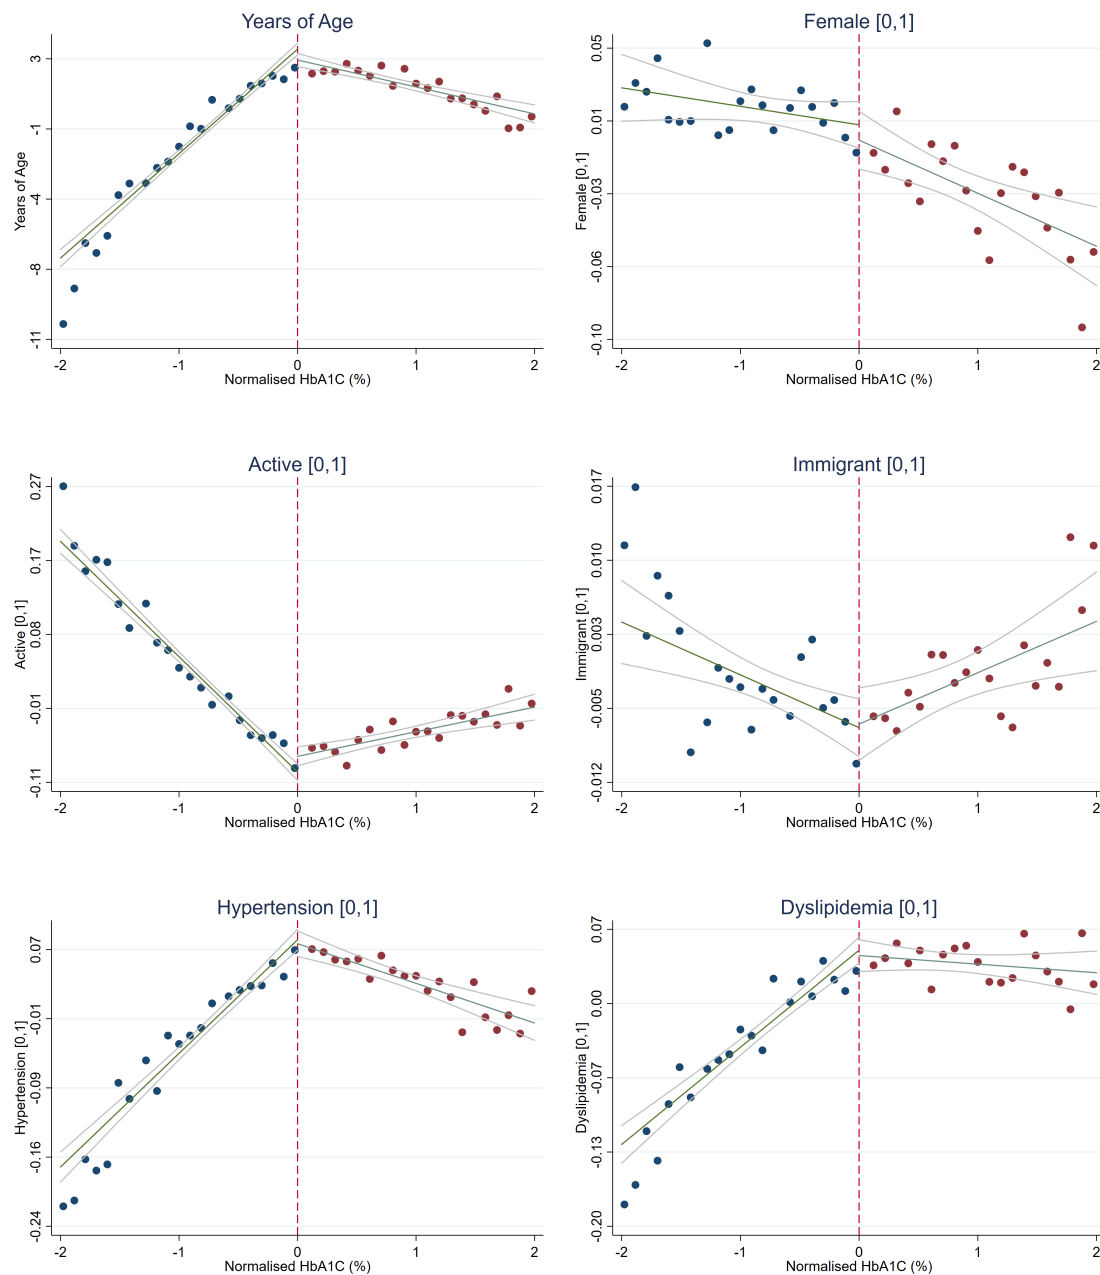 Years of Age
Years of Age
3
-1
-4
-8
-11
-2 -1 0 1 2
Normalised HbA1C (%)
Female [0,1]
Female [0,1]
0.05
0.01
-0.03
-0.06
-0.10
-2 -1 0 1 2
Normalised HbA1C (%)
Active [0,1]
Active [0,1]
0.27
0.17
0.08
-0.01
-0.11
-2 -1 0 1 2
Normalised HbA1C (%)
Immigrant [0,1]
Immigrant [0,1]
0.017
0.010
0.003
-0.005
-0.012
-2 -1 0 1 2
Normalised HbA1C (%)
Hypertension [0,1]
Hypertension [0,1]
0.07
-0.01
-0.09
-0.16
-0.24
-2 -1 0 1 2
Normalised HbA1C (%)
Dyslipidemia [0,1]
Dyslipidemia [0,1]
0.07
0.00
-0.07
-0.13
-0.20
-2 -1 0 1 2
Normalised HbA1C (%)